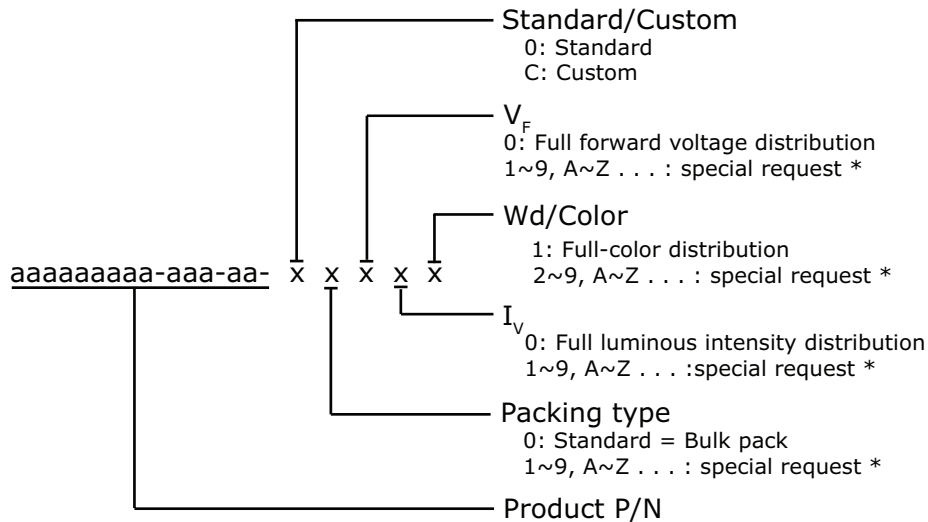 Standard/Custom
0: Standard
C: Custom
VF
0: Full forward voltage distribution
1~9, A~Z . . . : special request *
Wd/Color
1: Full-color distribution
2~9, A~Z . . . : special request *
aaaaaaaaa-aaa-aa- x x x x x
IV
0: Full luminous intensity distribution
1~9, A~Z . . . :special request *
Packing type
0: Standard = Bulk pack
1~9, A~Z . . . : special request *
Product P/N